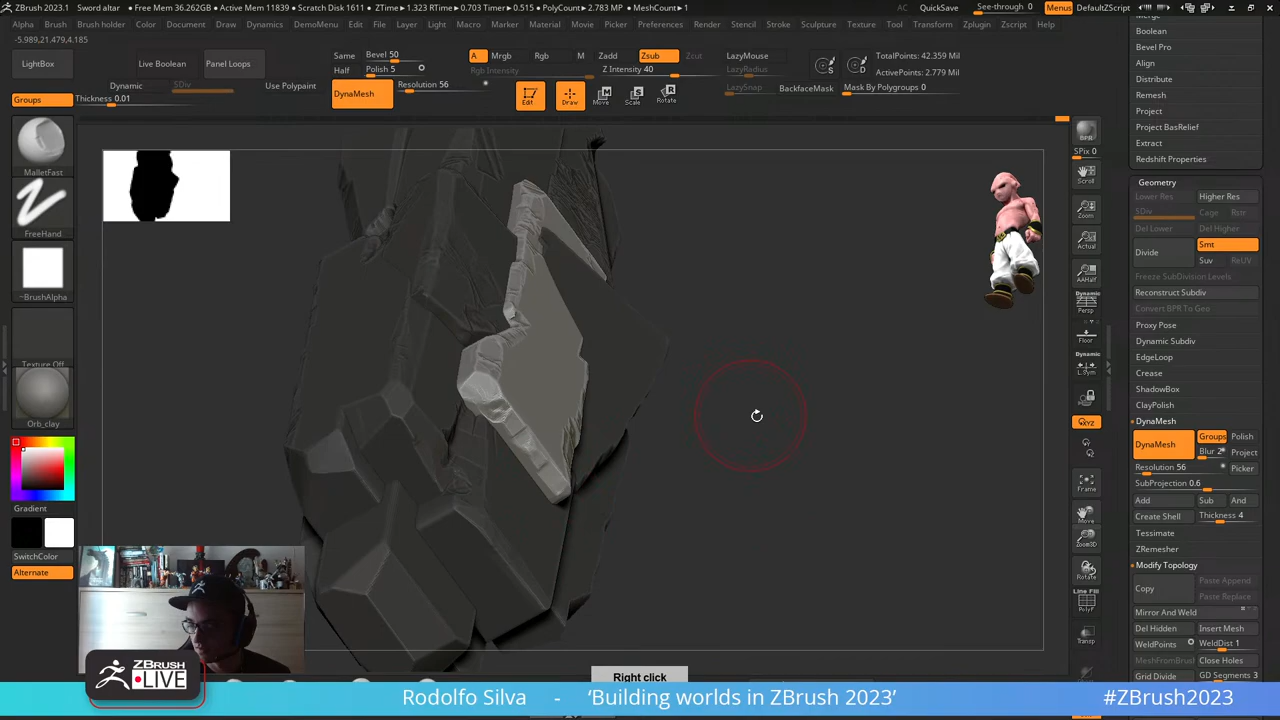 ZBrush 2023.1 Sword altar • Free Mem 36.262GB • Active Mem 11839 • Scratch Disk 1611 • ZTime ▸ 1.323 RTime ▸ 0.703 Timer ▸ 0.515 • PolyCount ▸ 2.783 MP • MeshCount ▸ 1 AC QuickSave See-through 0 Menus DefaultZScript
Alpha Brush Brush holder Color Document Draw Dynamics DemoMenu Edit File Layer Light Macro Marker Material Movie Picker Preferences Render Stencil Stroke Sculpture Texture Tool Transform Zplugin Zscript Help
-5.989,21.479,4.185
LightBox Live Boolean Panel Loops
Same Bevel 50
Half Polish 5
A Mrgb Rgb M Zadd Zsub Zcut
Rgb Intensity Z Intensity 40
LazyMouse
LazyRadius
LazySnap
BackfaceMask
TotalPoints: 42.359 Mil
ActivePoints: 2.779 Mil
Mask By Polygroups 0
Dynamic SDiv Use Polypaint
DynaMesh Resolution 56
Edit Draw Move Scale Rotate
Groups Thickness 0.01
MalletFast
FreeHand
~BrushAlpha
Texture Off
Orb_clay
Gradient
SwitchColor
Alternate
BPR
SPix 0
Scroll
Zoom
Actual
AAHalf
Dynamic
Persp
Floor
Dynamic
L.Sym
XYZ
Frame
Move
Zoom3D
Rotate
Line Fill
PolyF
Transp
Merge
Boolean
Bevel Pro
Align
Distribute
Remesh
Project
Project BasRelief
Extract
Redshift Properties
Geometry
Lower Res Higher Res
SDiv Cage Rstr
Del Lower Del Higher
Divide Smt
Suv ReUV
Freeze SubDivision Levels
Reconstruct Subdiv
Convert BPR To Geo
Proxy Pose
Dynamic Subdiv
EdgeLoop
Crease
ShadowBox
ClayPolish
DynaMesh
DynaMesh Groups Polish
Blur 2 Project
Resolution 56 Picker
SubProjection 0.6
Add Sub And
Create Shell Thickness 4
Tessimate
ZRemesher
Modify Topology
Copy Paste Append
Paste Replace
Mirror And Weld
Del Hidden Insert Mesh
WeldPoints WeldDist 1
MeshFromBrush Close Holes
Grid Divide GD Segments 3
Right click
ZBRUSH
LIVE
Rodolfo Silva - 'Building worlds in ZBrush 2023' #ZBrush2023